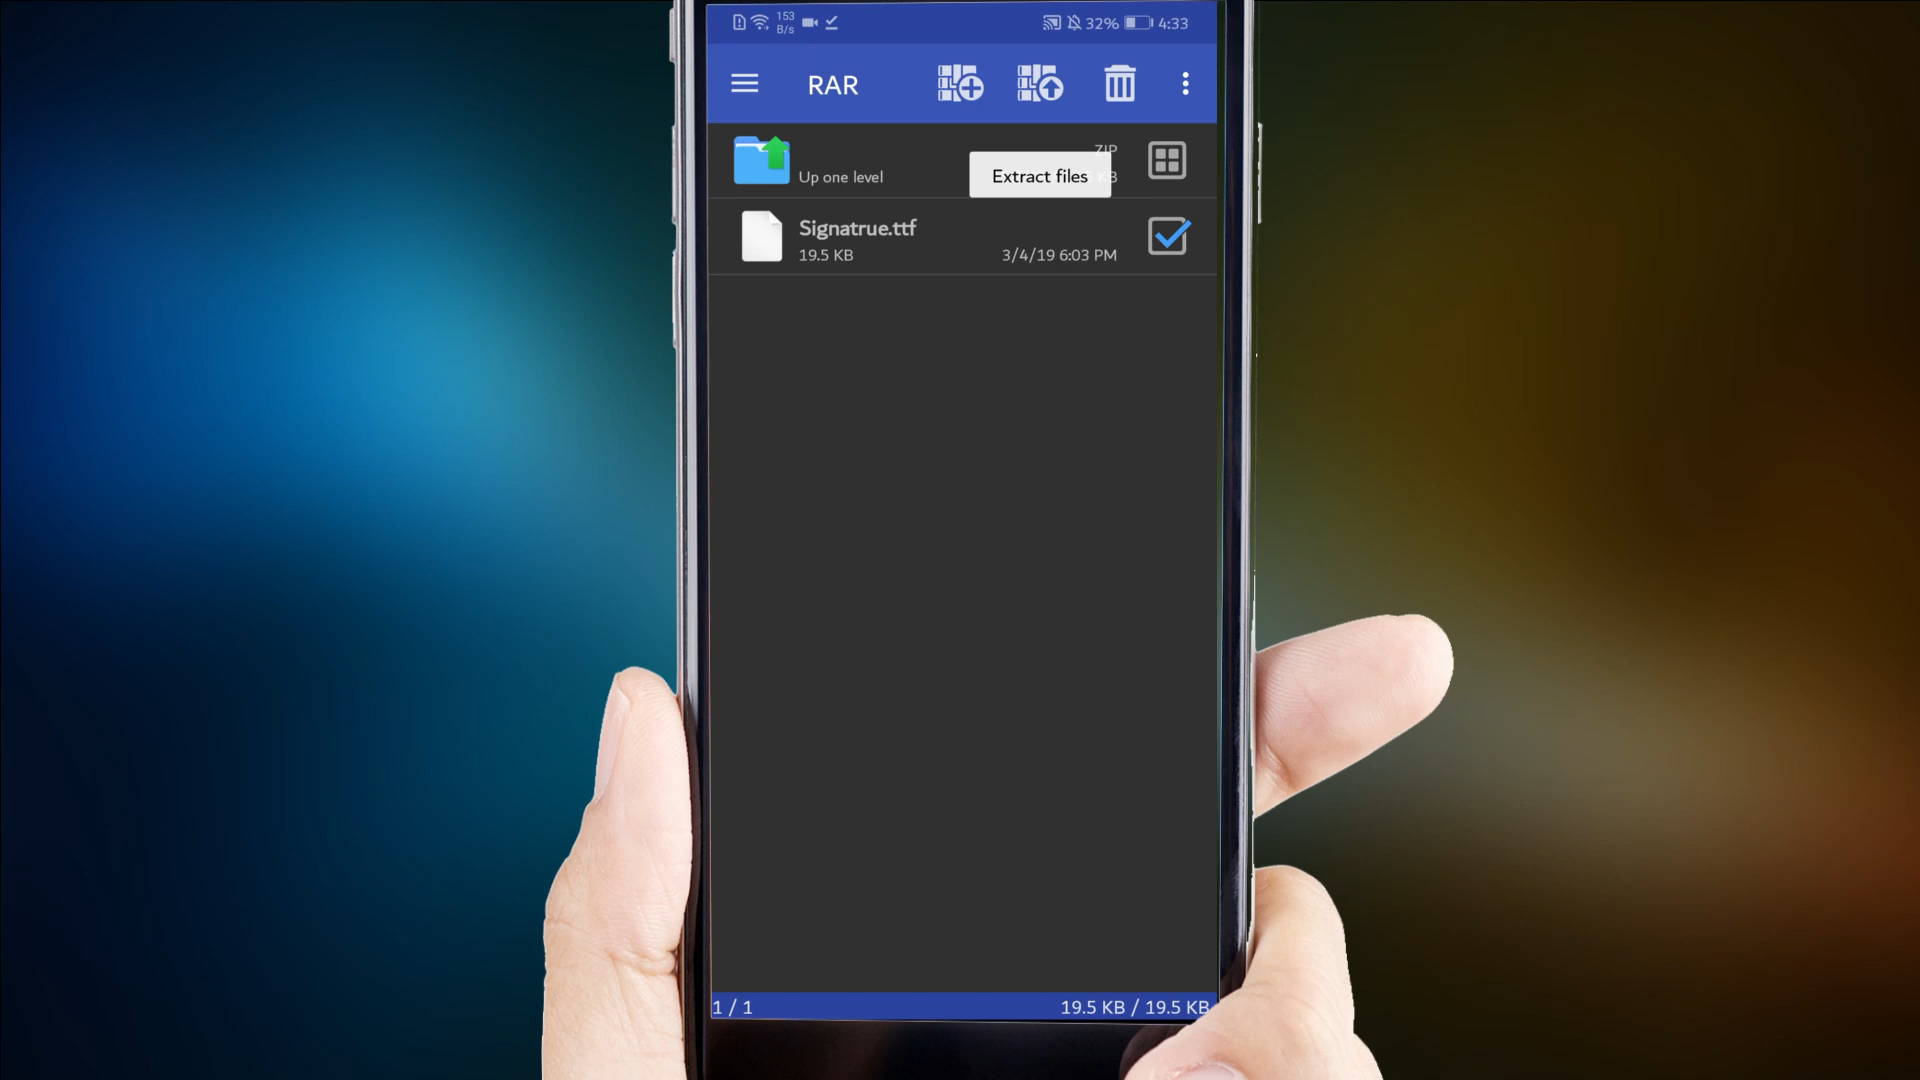 153
B/s
32%
4:33
RAR
ZIP
Up one level
Extract files
KB
Signatrue.ttf
19.5 KB
3/4/19 6:03 PM
1 / 1
19.5 KB / 19.5 KB